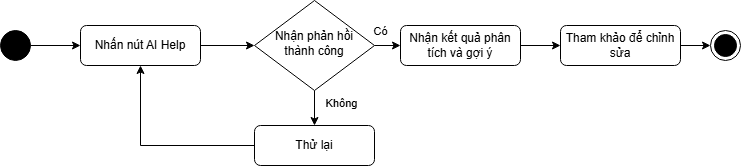 Nhấn nút AI Help
Nhận phản hồi
thành công
Có
Nhận kết quả phân
tích và gợi ý
Tham khảo để chỉnh
sửa
Không
Thử lại